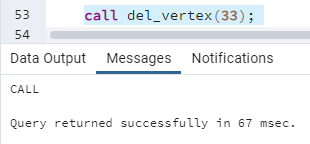 53 call del_vertex(33);
54
Data Output Messages Notifications
CALL
Query returned successfully in 67 msec.